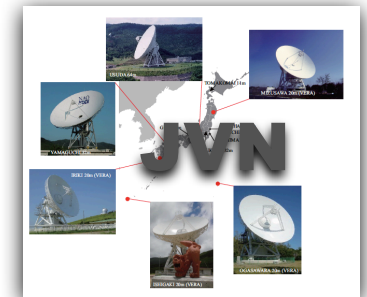 USUDA 64m
TOMAKOMAI 11m
MIZUSAWA 20m (VERA)
YAMAGUCHI 32m
JVN
IRIKI 20m (VERA)
OGASAWARA 20m (VERA)
ISHIGAKI 20m (VERA)